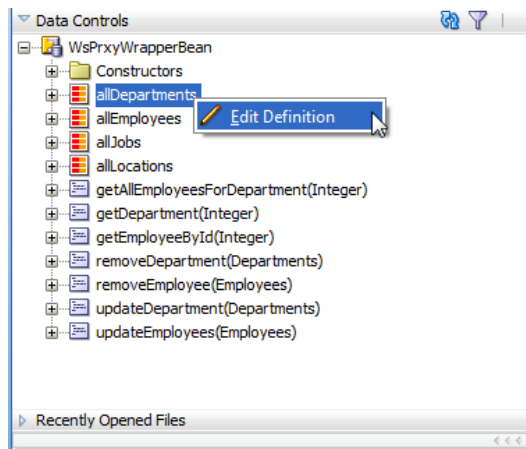 Data Controls
WsPrxyWrapperBean
Constructors
allDepartments
Edit Definition
allEmployees
allJobs
allLocations
getAllEmployeesForDepartment(Integer)
getDepartment(Integer)
getEmployeeById(Integer)
removeDepartment(Departments)
removeEmployee(Employees)
updateDepartment(Departments)
updateEmployees(Employees)
Recently Opened Files